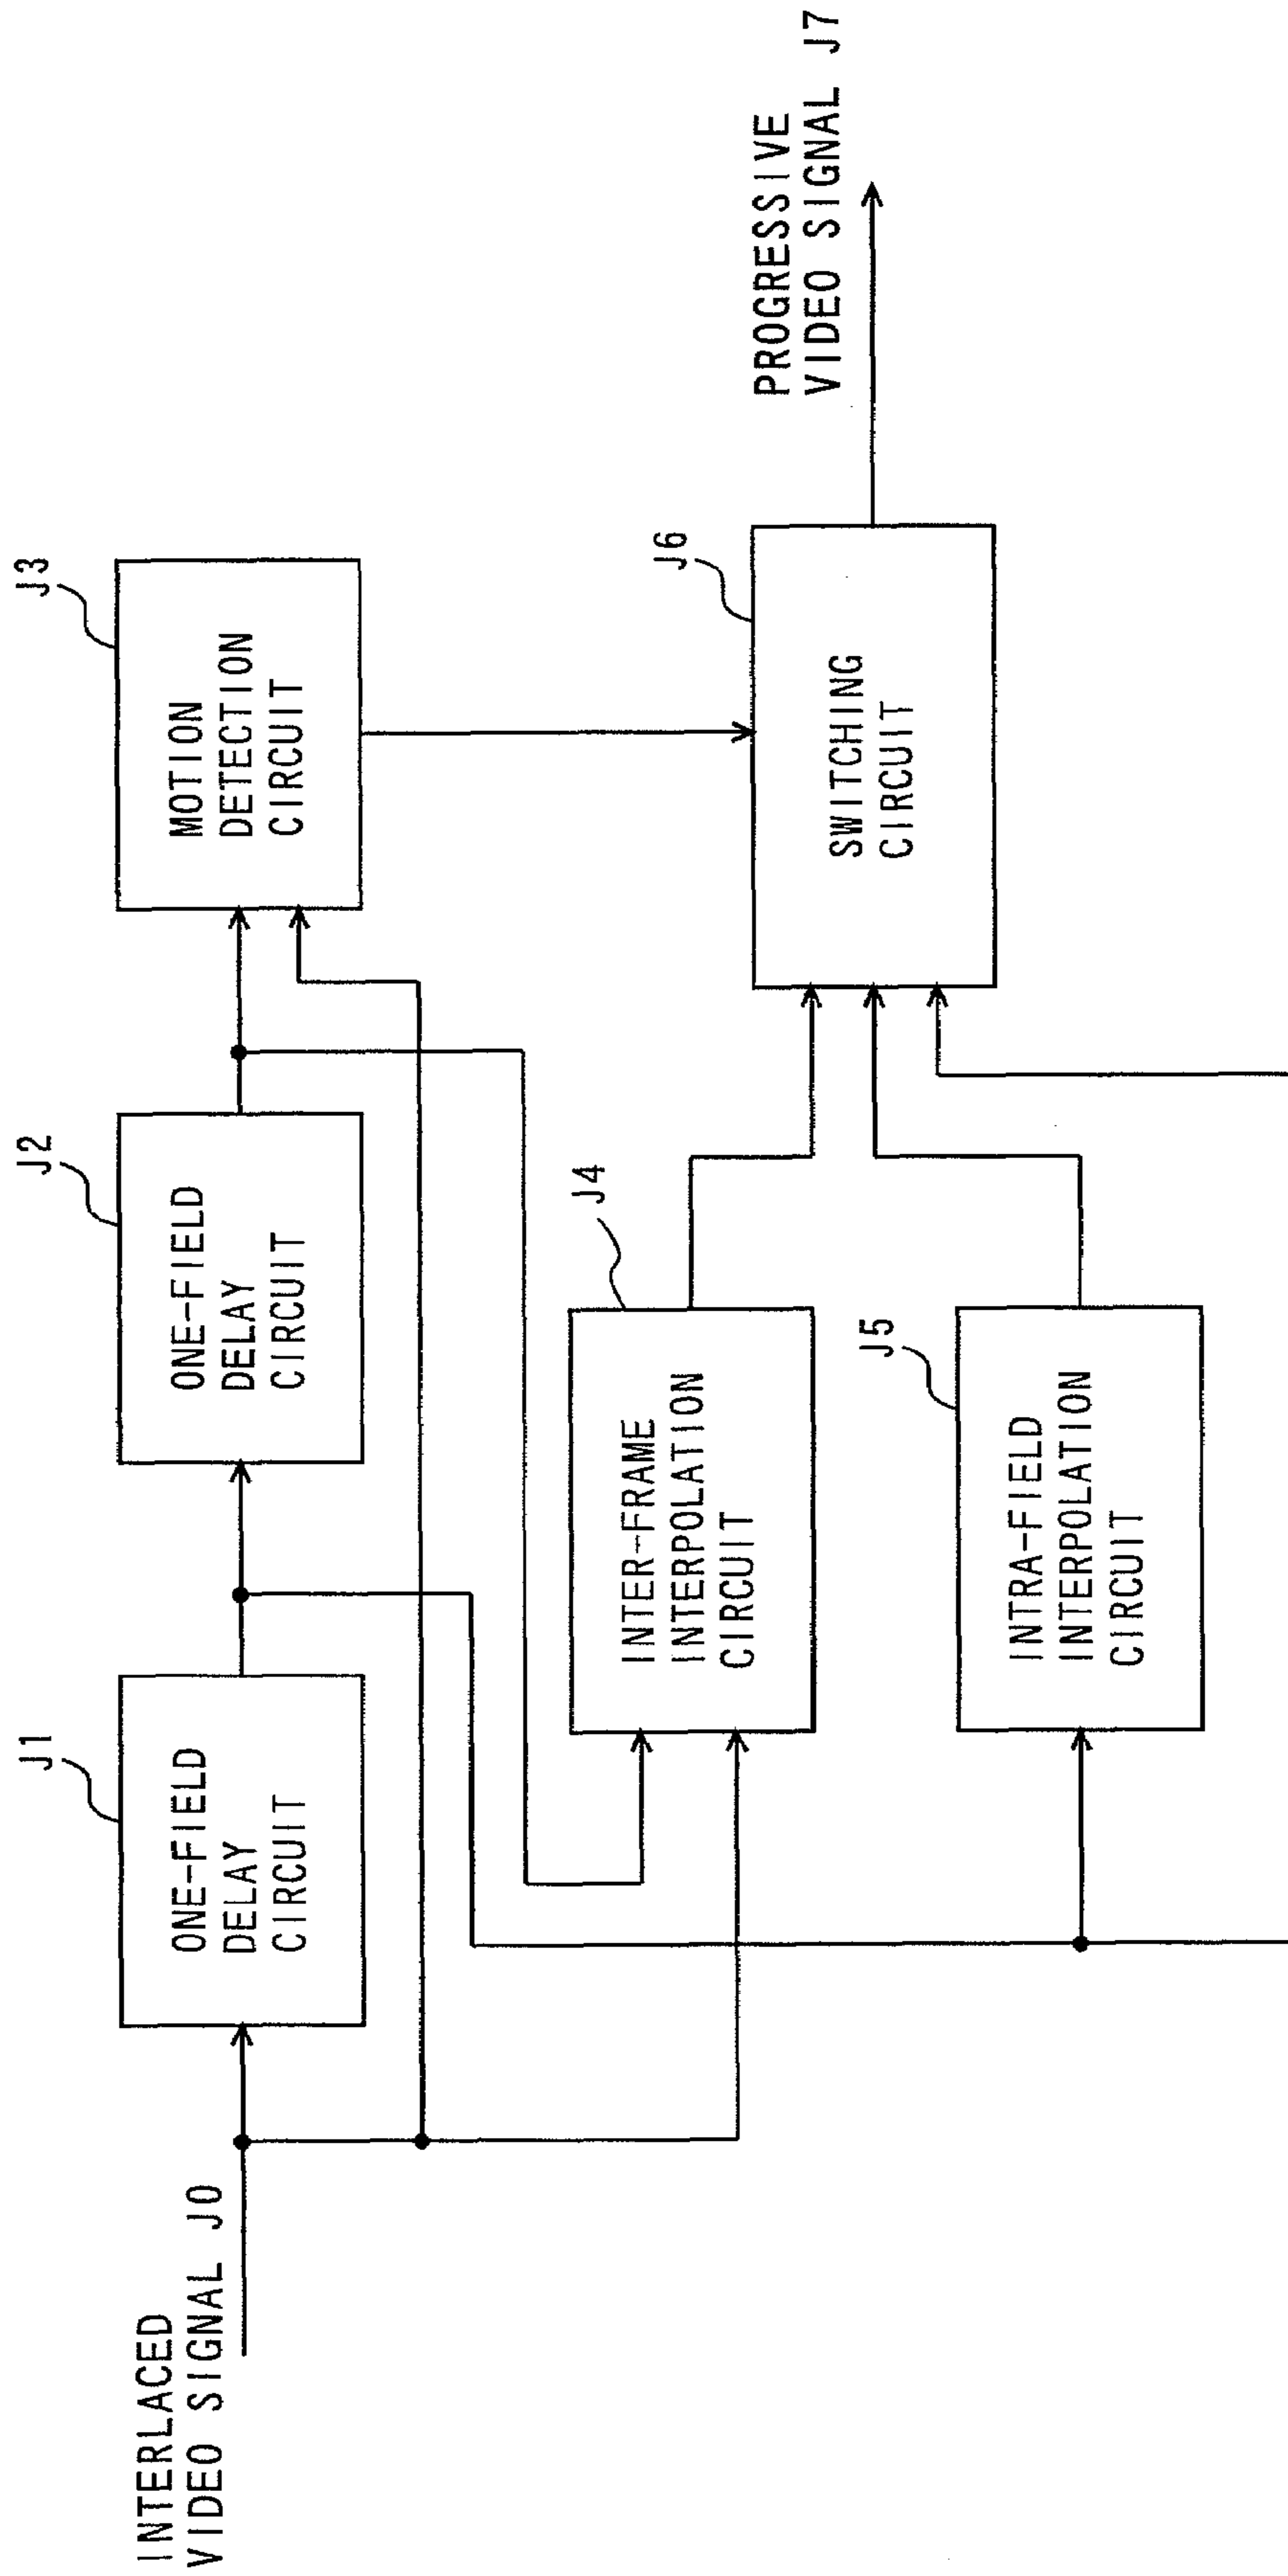 INTERLACED
VIDEO SIGNAL J0
J1
ONE-FIELD
DELAY
CIRCUIT
J2
ONE-FIELD
DELAY
CIRCUIT
J3
MOTION
DETECTION
CIRCUIT
J4
INTER-FRAME
INTERPOLATION
CIRCUIT
J5
INTRA-FIELD
INTERPOLATION
CIRCUIT
J6
SWITCHING
CIRCUIT
PROGRESSIVE
VIDEO SIGNAL J7